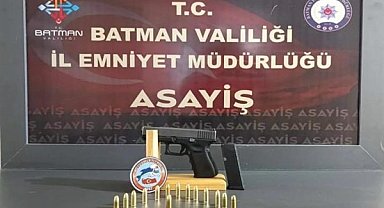 BATMAN
VALİLİĞİ
T.C.
BATMAN VALİLİĞİ
İL EMNİYET MÜDÜRLÜĞÜ
ASAYİŞ